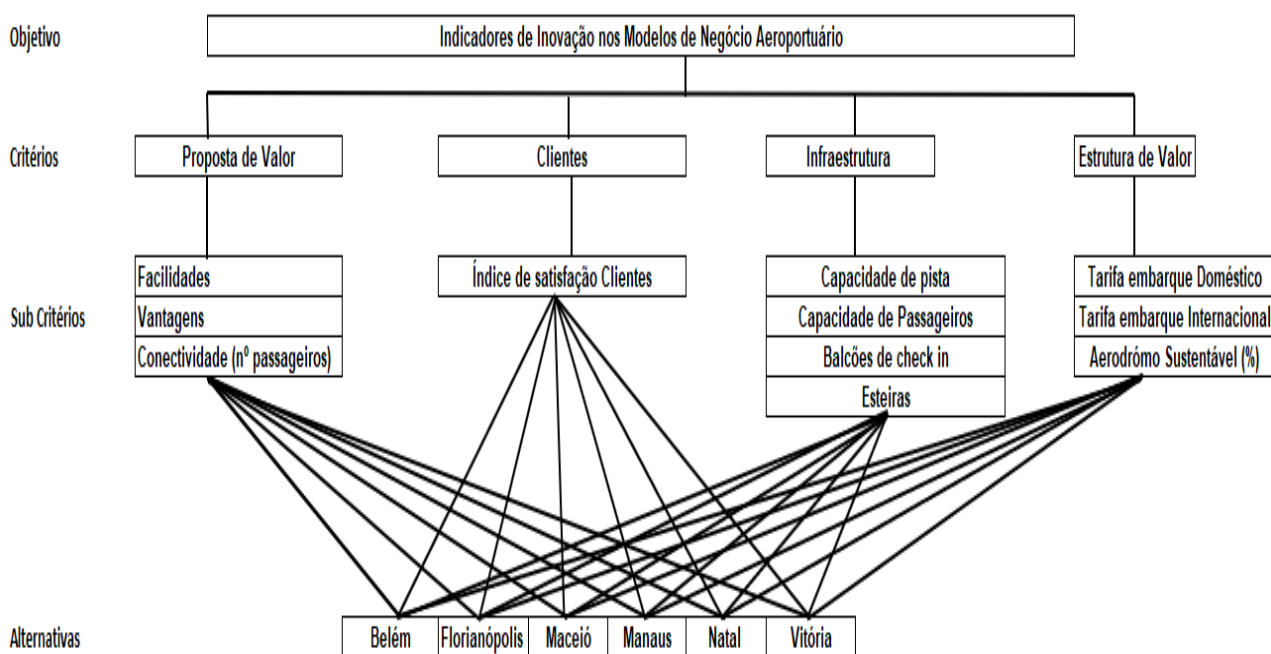 Objetivo
Indicadores de Inovação nos Modelos de Negócio Aeroportuário
Critérios
Proposta de Valor
Clientes
Infraestrutura
Estrutura de Valor
Sub Critérios
Facilidades
Vantagens
Conectividade (nº passageiros)
Índice de satisfação Clientes
Capacidade de pista
Capacidade de Passageiros
Balcões de check in
Esteiras
Tarifa embarque Doméstico
Tarifa embarque Internacional
Aerodrómo Sustentável (%)
Alternativas
Belém
Florianópolis
Maceió
Manaus
Natal
Vitória